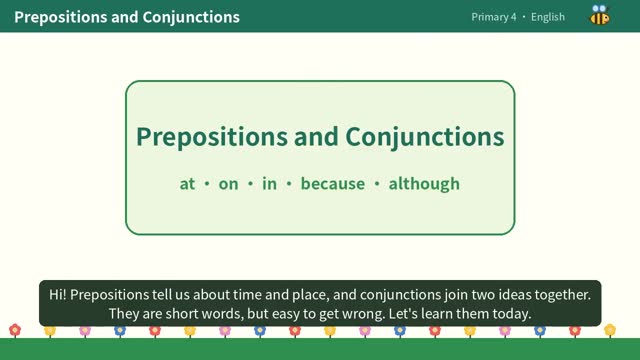 Prepositions and Conjunctions
Primary 4 • English
Prepositions and Conjunctions
at • on • in • because • although
Hi! Prepositions tell us about time and place, and conjunctions join two ideas together.
They are short words, but easy to get wrong. Let's learn them today.